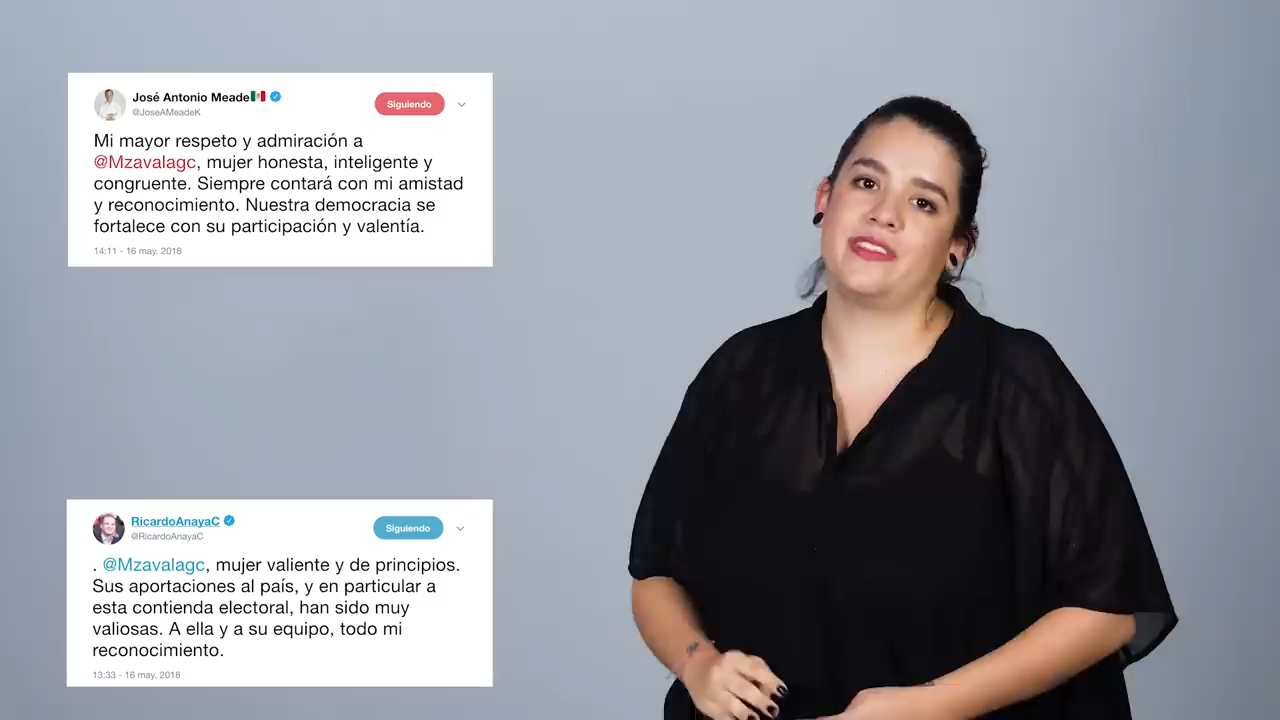 José Antonio Meade🇲🇽
@JoseAMeadeK
Siguiendo
Mi mayor respeto y admiración a
@Mzavalagc, mujer honesta, inteligente y
congruente. Siempre contará con mi amistad
y reconocimiento. Nuestra democracia se
fortalece con su participación y valentía.
14:11 - 16 may. 2018
RicardoAnayaC
@RicardoAnayaC
Siguiendo
. @Mzavalagc, mujer valiente y de principios.
Sus aportaciones al país, y en particular a
esta contienda electoral, han sido muy
valiosas. A ella y a su equipo, todo mi
reconocimiento.
13:33 - 16 may. 2018